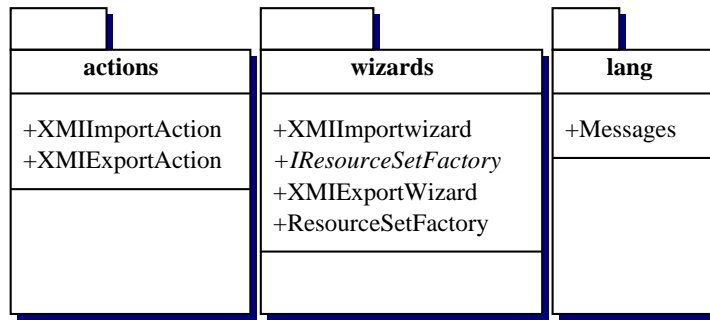 actions
+XMIImportAction
+XMIExportAction
wizards
+XMIImportwizard
+IResourceSetFactory
+XMIExportWizard
+ResourceSetFactory
lang
+Messages